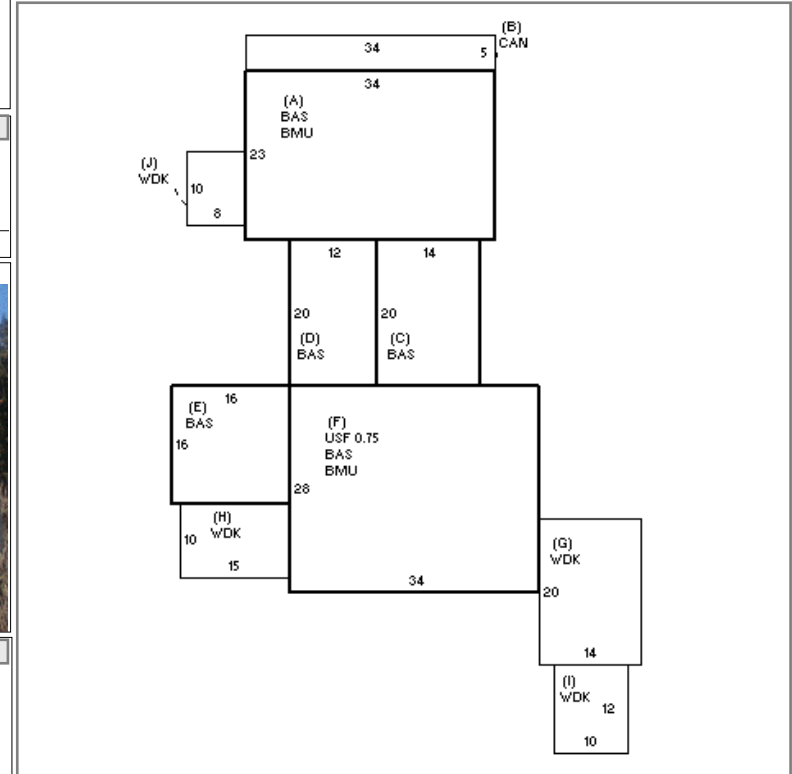 (B)
CAN
34
5
34
(A)
BAS
BMU
23
(J)
WDK
10
8
12
14
20
20
(D)
BAS
(C)
BAS
16
(E)
BAS
16
(F)
USF 0.75
BAS
BMU
28
(H)
WDK
10
15
34
(G)
WDK
20
14
(I)
WDK
12
10